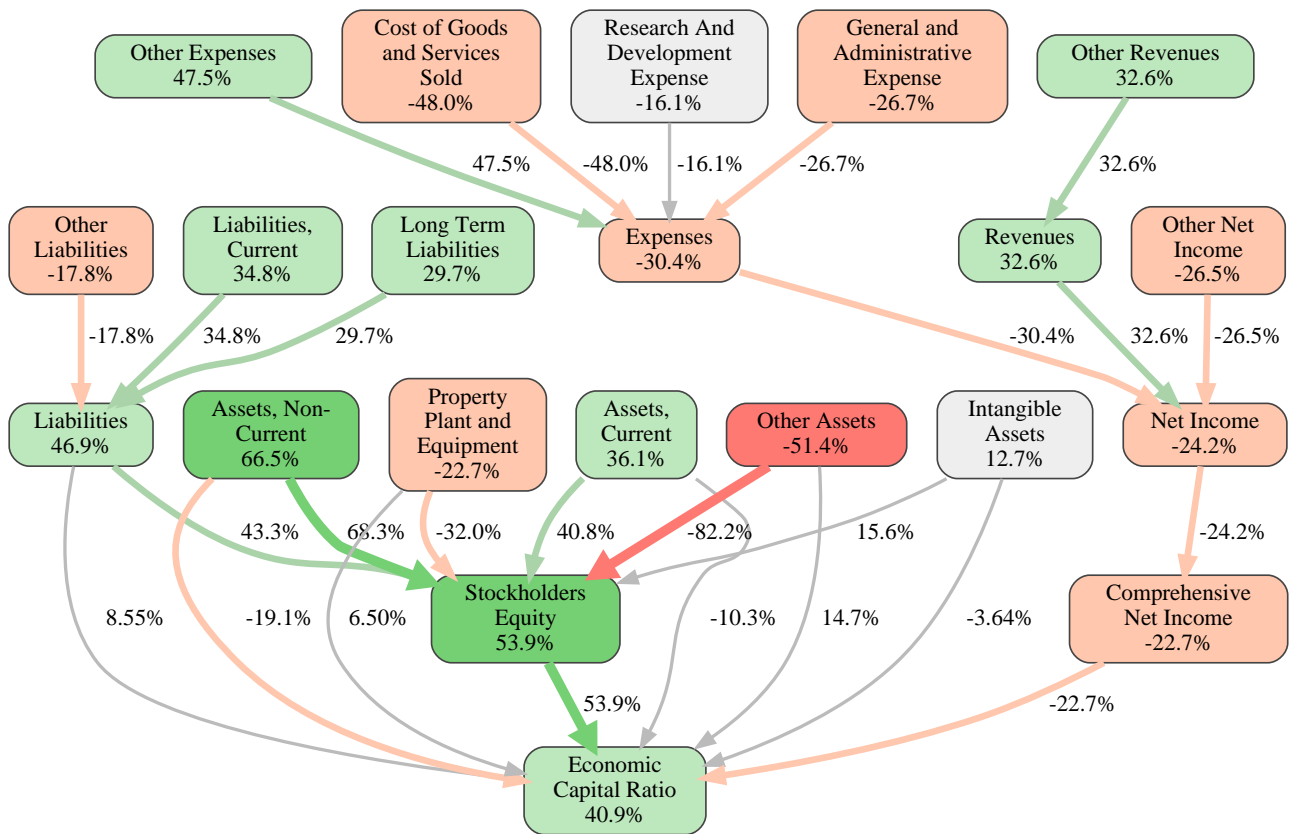 Other Expenses
47.5%
Cost of Goods
and Services
Sold
-48.0%
Research And
Development
Expense
-16.1%
General and
Administrative
Expense
-26.7%
Other Revenues
32.6%
47.5%
-48.0%
-16.1%
-26.7%
32.6%
Other
Liabilities
-17.8%
Liabilities,
Current
34.8%
Long Term
Liabilities
29.7%
Expenses
-30.4%
Revenues
32.6%
Other Net
Income
-26.5%
-17.8%
34.8%
29.7%
-30.4%
32.6%
-26.5%
Liabilities
46.9%
Assets, Non-
Current
66.5%
Property
Plant and
Equipment
-22.7%
Assets,
Current
36.1%
Other Assets
-51.4%
Intangible
Assets
12.7%
Net Income
-24.2%
43.3%
68.3%
-32.0%
40.8%
-82.2%
15.6%
-24.2%
Stockholders
Equity
53.9%
Comprehensive
Net Income
-22.7%
8.55%
-19.1%
6.50%
-10.3%
14.7%
-3.64%
53.9%
-22.7%
Economic
Capital Ratio
40.9%